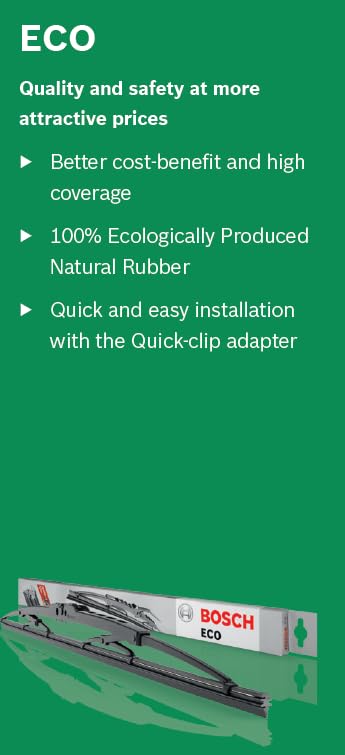 ECO
Quality and safety at more
attractive prices
▶ Better cost-benefit and high
coverage
▶ 100% Ecologically Produced
Natural Rubber
▶ Quick and easy installation
with the Quick-clip adapter
BOSCH
ECO